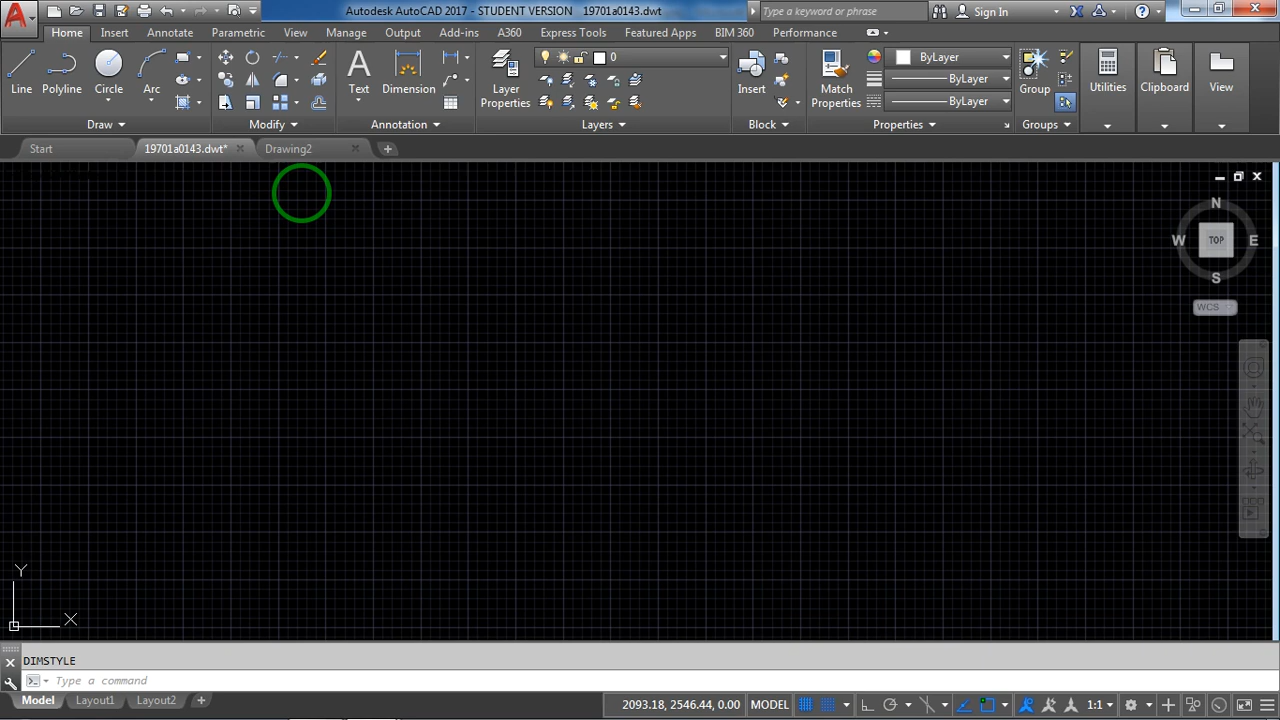 Autodesk AutoCAD 2017 - STUDENT VERSION 19701a0143.dwt
Type a keyword or phrase
Sign In
Home Insert Annotate Parametric View Manage Output Add-ins A360 Express Tools Featured Apps BIM 360 Performance
Line Polyline Circle Arc
Text Dimension
Layer Properties
0
Insert
Match Properties
ByLayer
ByLayer
ByLayer
Group
Utilities
Clipboard
View
Draw Modify Annotation Layers Block Properties Groups
Start 19701a0143.dwt* Drawing2
N
W TOP E
S
WCS
Y
X
DIMSTYLE
Type a command
Model Layout1 Layout2
2093.18, 2546.44, 0.00 MODEL 1:1